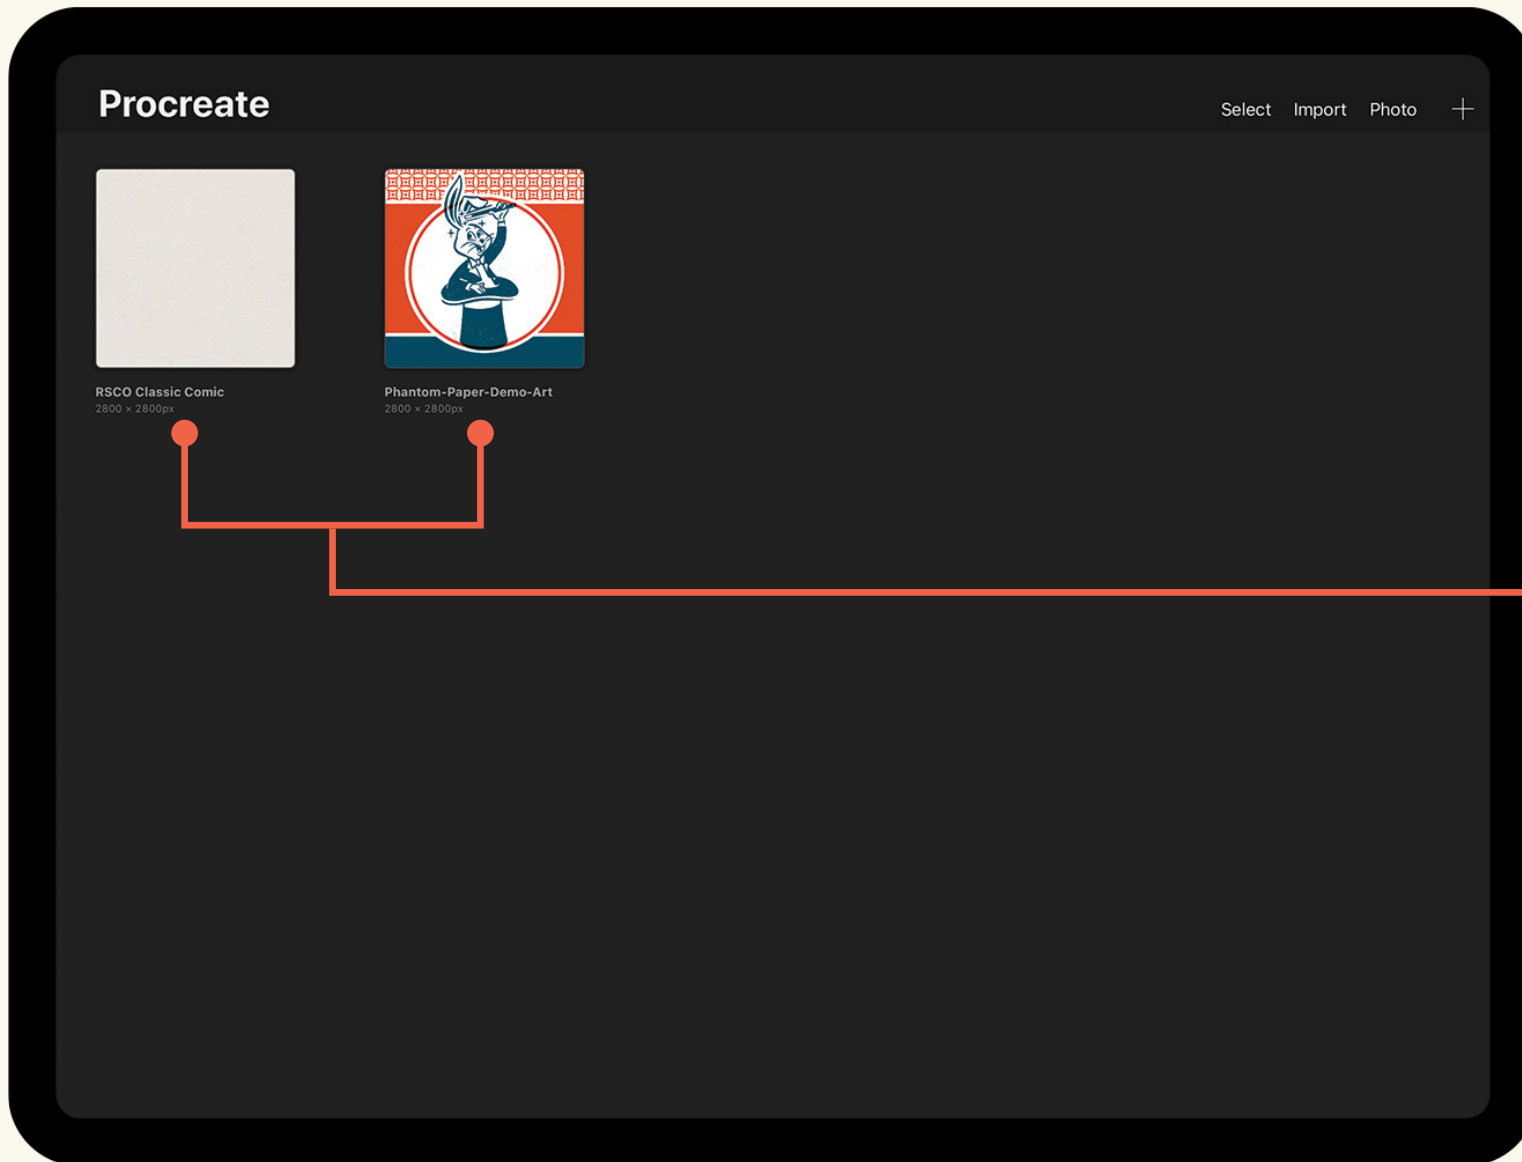 Procreate
Select Import Photo
RSCO Classic Comic
2800 × 2800px
Phantom-Paper-Demo-Art
2800 × 2800px